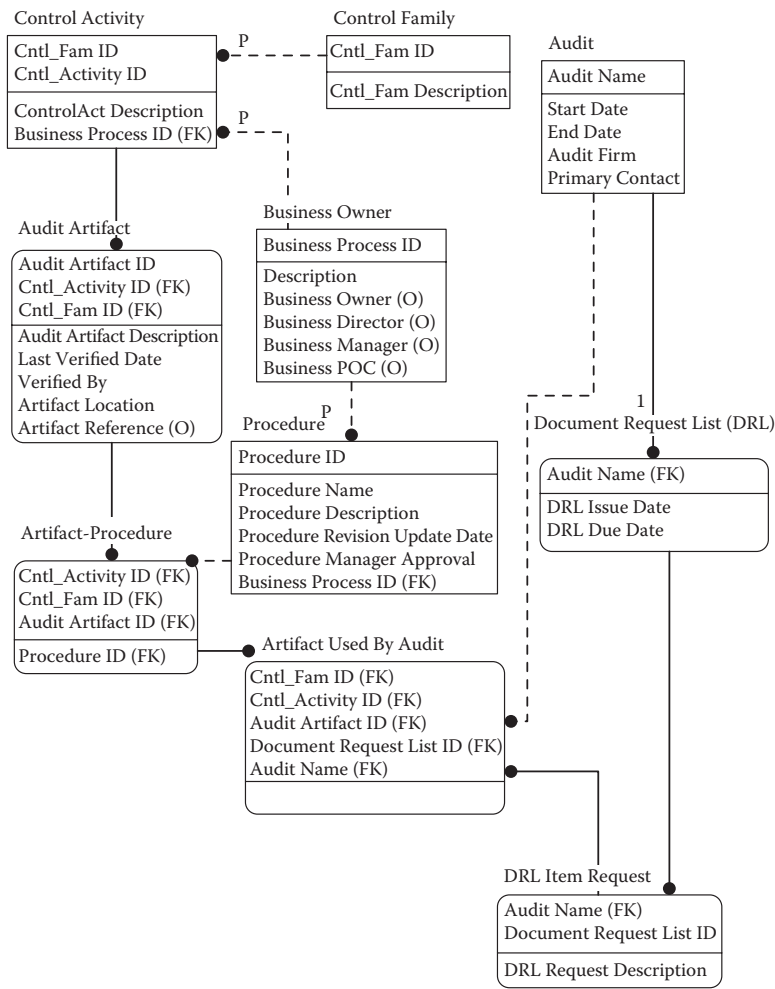 Control Activity
Cntl_Fam ID
Cntl_Activity ID
ControlAct Description
Business Process ID (FK)
P
P
Control Family
Cntl_Fam ID
Cntl_Fam Description
Audit
Audit Name
Start Date
End Date
Audit Firm
Primary Contact
Audit Artifact
Audit Artifact ID
Cntl_Activity ID (FK)
Cntl_Fam ID (FK)
Audit Artifact Description
Last Verified Date
Verified By
Artifact Location
Artifact Reference (O)
Business Owner
Business Process ID
Description
Business Owner (O)
Business Director (O)
Business Manager (O)
Business POC (O)
P
Procedure
Procedure ID
Procedure Name
Procedure Description
Procedure Revision Update Date
Procedure Manager Approval
Business Process ID (FK)
1
Document Request List (DRL)
Audit Name (FK)
DRL Issue Date
DRL Due Date
Artifact-Procedure
Cntl_Activity ID (FK)
Cntl_Fam ID (FK)
Audit Artifact ID (FK)
Procedure ID (FK)
Artifact Used By Audit
Cntl_Fam ID (FK)
Cntl_Activity ID (FK)
Audit Artifact ID (FK)
Document Request List ID (FK)
Audit Name (FK)
DRL Item Request
Audit Name (FK)
Document Request List ID
DRL Request Description